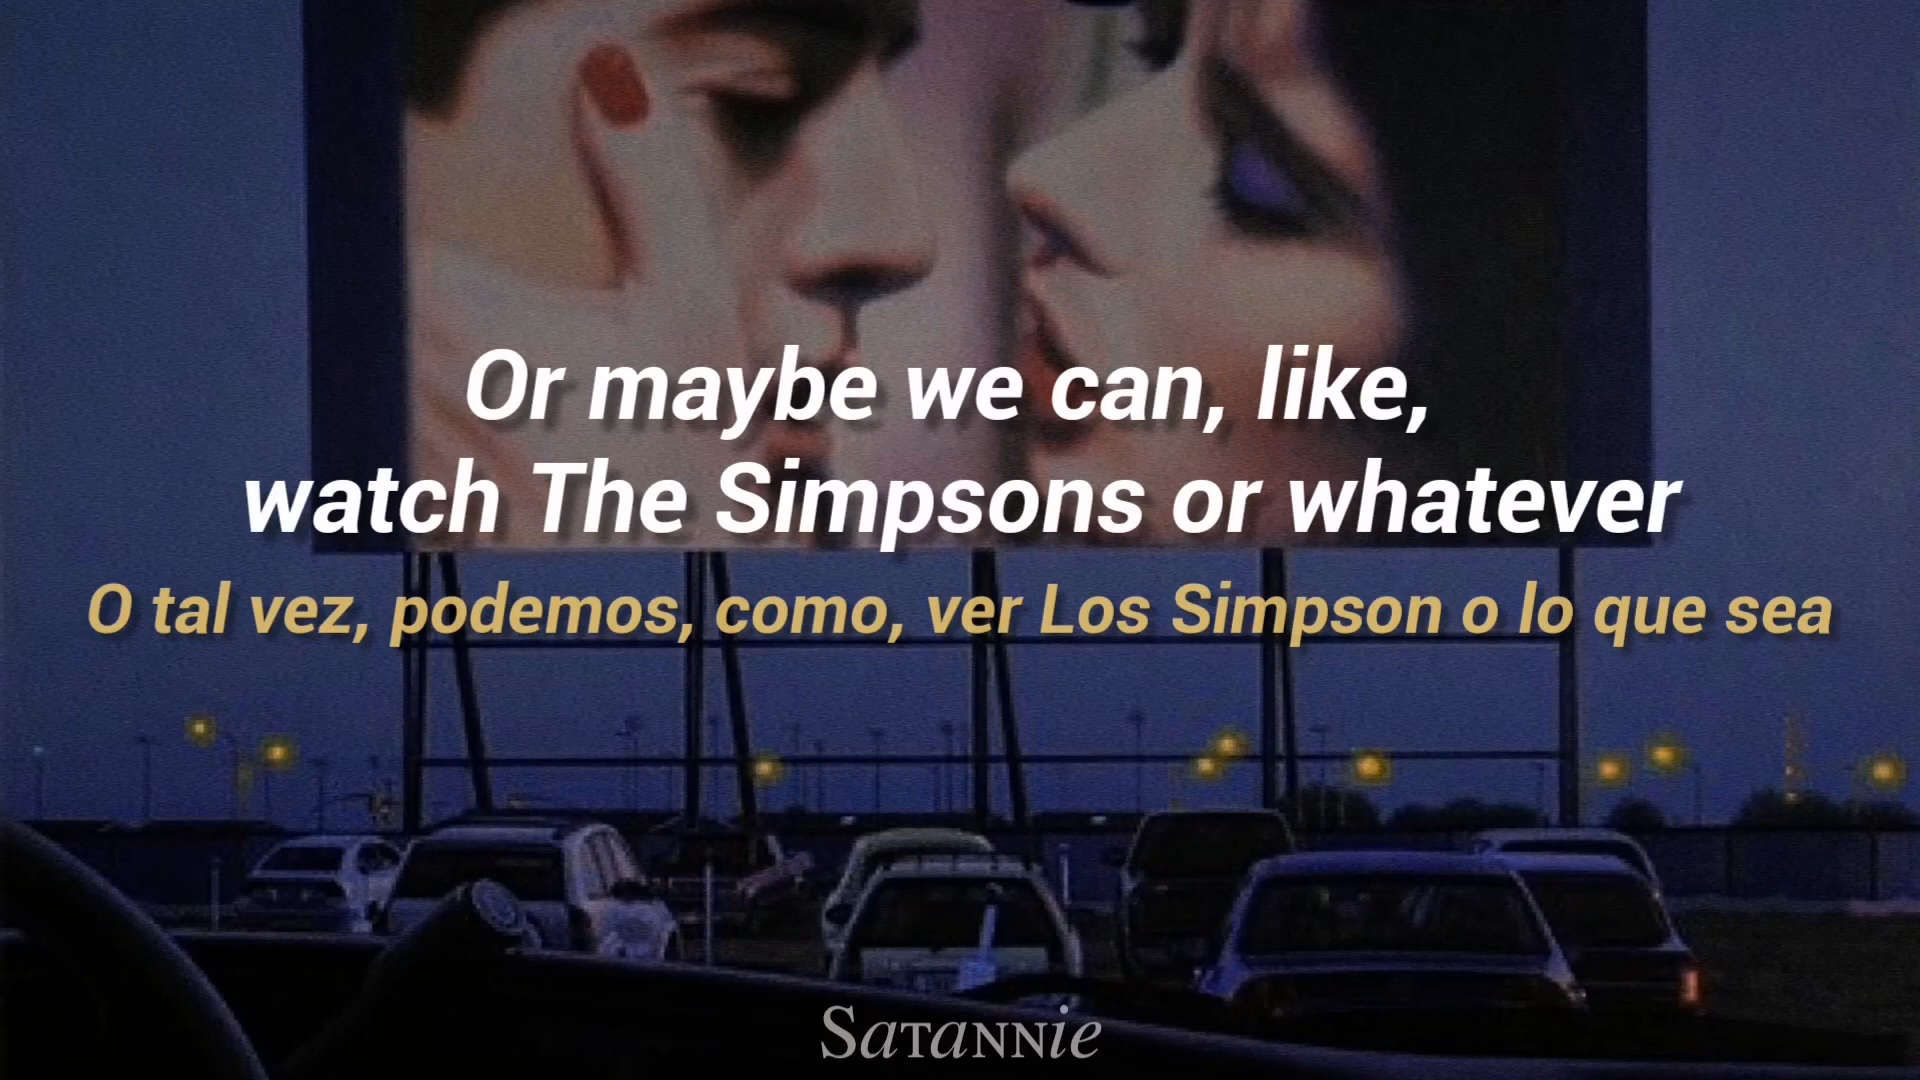 Or maybe we can, like,
watch The Simpsons or whatever
O tal vez, podemos, como, ver Los Simpson o lo que sea
Satannie